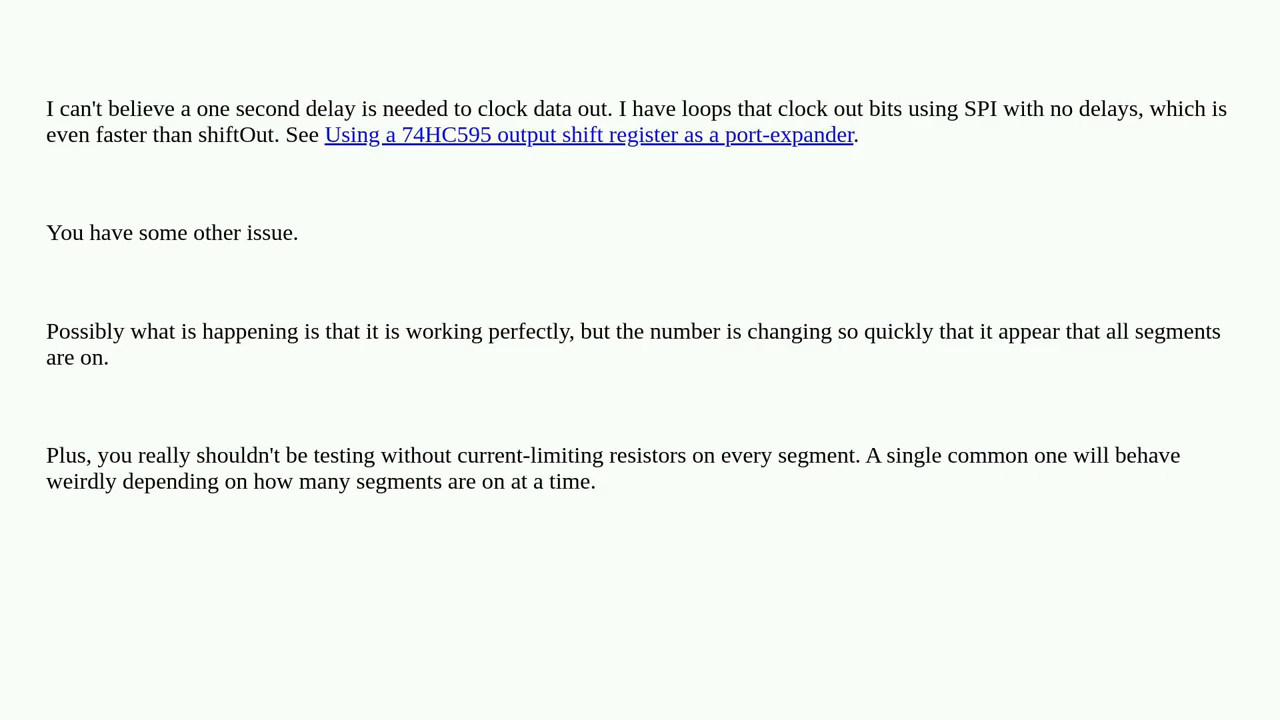 I can't believe a one second delay is needed to clock data out. I have loops that clock out bits using SPI with no delays, which is
even faster than shiftOut. See Using a 74HC595 output shift register as a port-expander.
You have some other issue.
Possibly what is happening is that it is working perfectly, but the number is changing so quickly that it appear that all segments
are on.
Plus, you really shouldn't be testing without current-limiting resistors on every segment. A single common one will behave
weirdly depending on how many segments are on at a time.